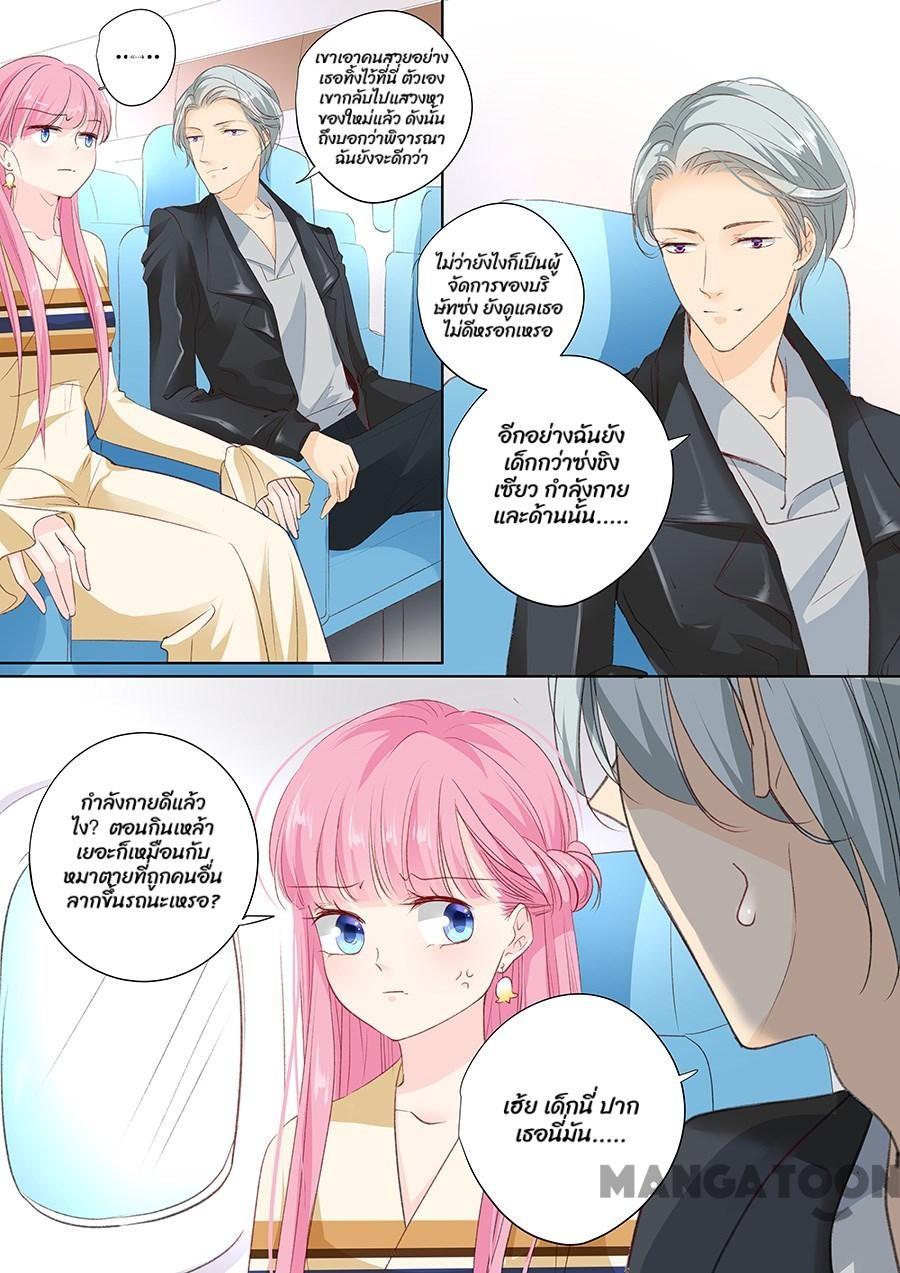 ......
เขาเอาคนสวยอย่าง
เธอทิ้งไว้ที่นี่ ตัวเอง
เขากลับไปแสวงหา
ของใหม่แล้ว ดังนั้น
ถึงบอกว่าพิจารณา
ฉันยังจะดีกว่า
ไม่ว่ายังไงก็เป็นผู้
จัดการของบริ
ษัทซ่ง ยังดูแลเธอ
ไม่ดีหรอกเหรอ
อีกอย่างฉันยัง
เด็กกว่าซ่งชิง
เซียว กำลังกาย
และด้านนั้น.....
กำลังกายดีแล้ว
ไง? ตอนกินเหล้า
เยอะก็เหมือนกับ
หมาตายที่ถูกคนอื่น
ลากขึ้นรถนะเหรอ?
เฮ้ย เด็กนี่ ปาก
เธอนี่มัน.....
MANGATOON